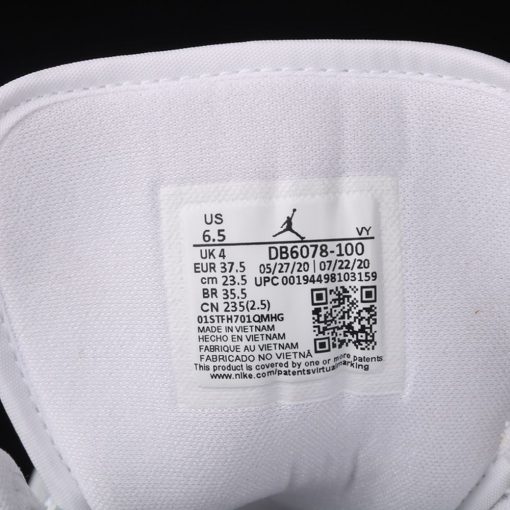 US
6.5 VY
UK 4 DB6078-100
EUR 37.5 05/27/20 07/22/20
cm 23.5 UPC 00194498103159
BR 35.5
CN 235(2.5)
01STFH701QMHG
MADE IN VIETNAM
HECHO EN VIETNAM
FABRIQUE AU VIETNAM
FABRICADO NO VIETNÃ
This product is covered by one or more patents.
www.nike.com/patentsvirtualmarking